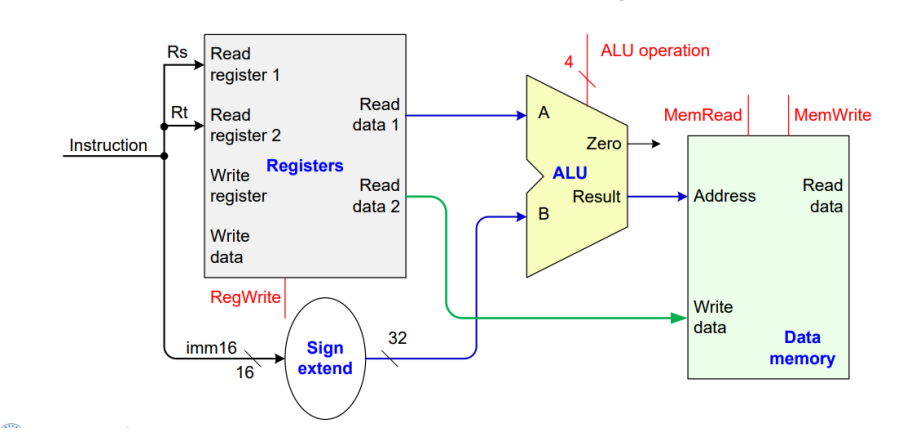 Rs
Read
register 1
Rt
Read
register 2
Instruction
Write
register
Write
data
Registers
Read
data 1
Read
data 2
RegWrite
imm16
16
Sign
extend
32
4
ALU operation
A
B
Zero
ALU
Result
MemRead
MemWrite
Address
Read
data
Write
data
Data
memory